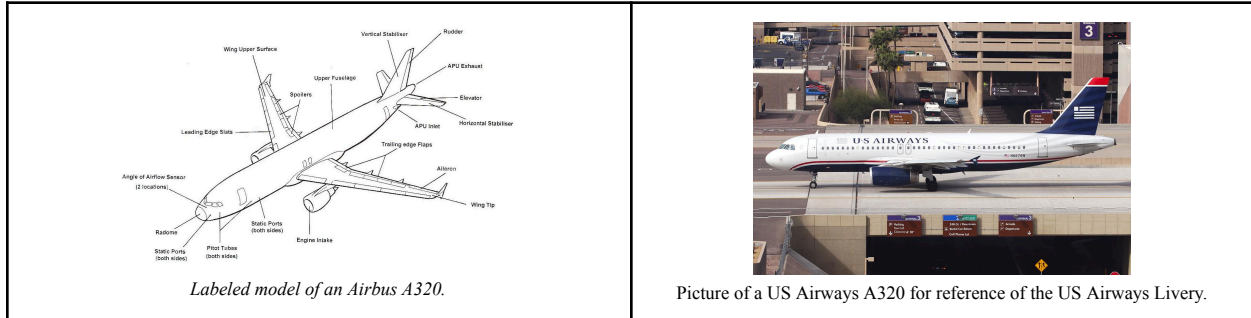 Vertical Stabiliser
Rudder
Wing Upper Surface
Upper Fuselage
APU Exhaust
Spoilers
Elevator
Horizontal Stabiliser
Leading Edge Slats
APU Inlet
Trailing edge Flaps
Angle of Airflow Sensor
(2 locations)
Aileron
Wing Tip
Radome
Static Ports
(both sides)
Static Ports
(both sides)
Pitot Tubes
(both sides)
Engine Intake
Labeled model of an Airbus A320.
3
U·S AIRWAYS
Picture of a US Airways A320 for reference of the US Airways Livery.